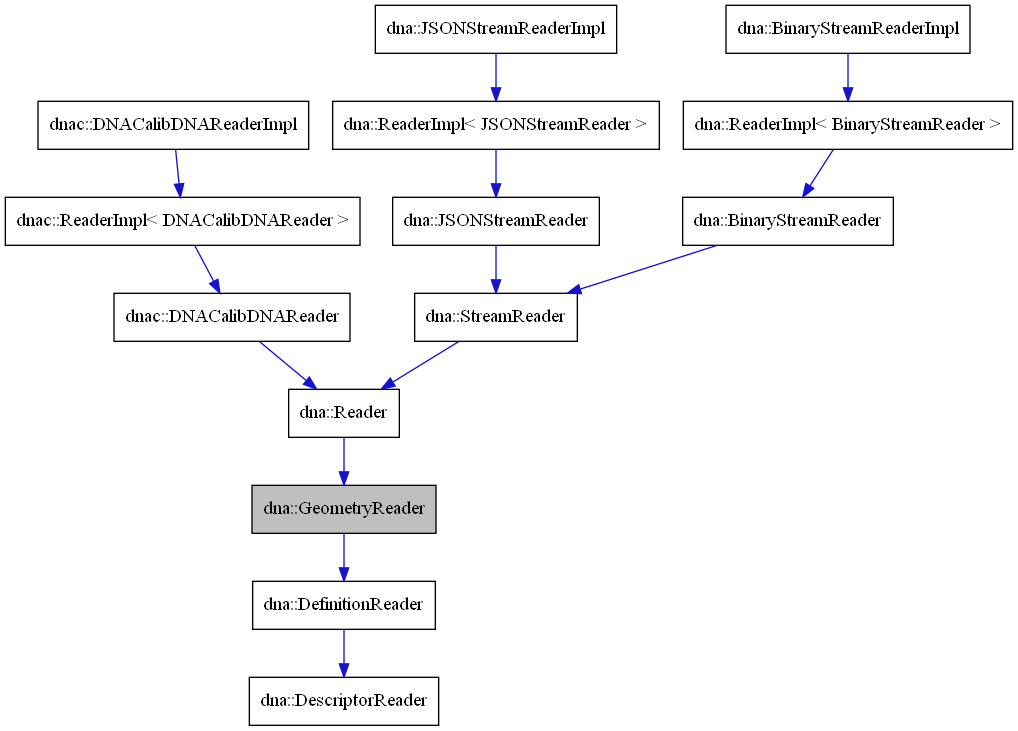 dna::JSONStreamReaderImpl
dna::BinaryStreamReaderImpl
dnac::DNACalibDNAReaderImpl
dna::ReaderImpl< JSONStreamReader >
dna::ReaderImpl< BinaryStreamReader >
dnac::ReaderImpl< DNACalibDNAReader >
dna::JSONStreamReader
dna::BinaryStreamReader
dnac::DNACalibDNAReader
dna::StreamReader
dna::Reader
dna::GeometryReader
dna::DefinitionReader
dna::DescriptorReader